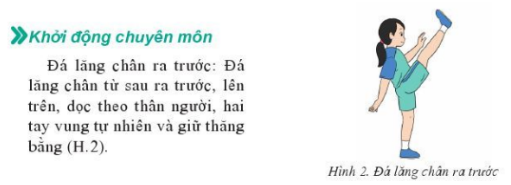 Khởi động chuyên môn
Đá lăng chân ra trước: Đá
lăng chân từ sau ra trước, lên
trên, dọc theo thân người, hai
tay vung tự nhiên và giữ thăng
bằng (H.2).
Hình 2. Đá lăng chân ra trước